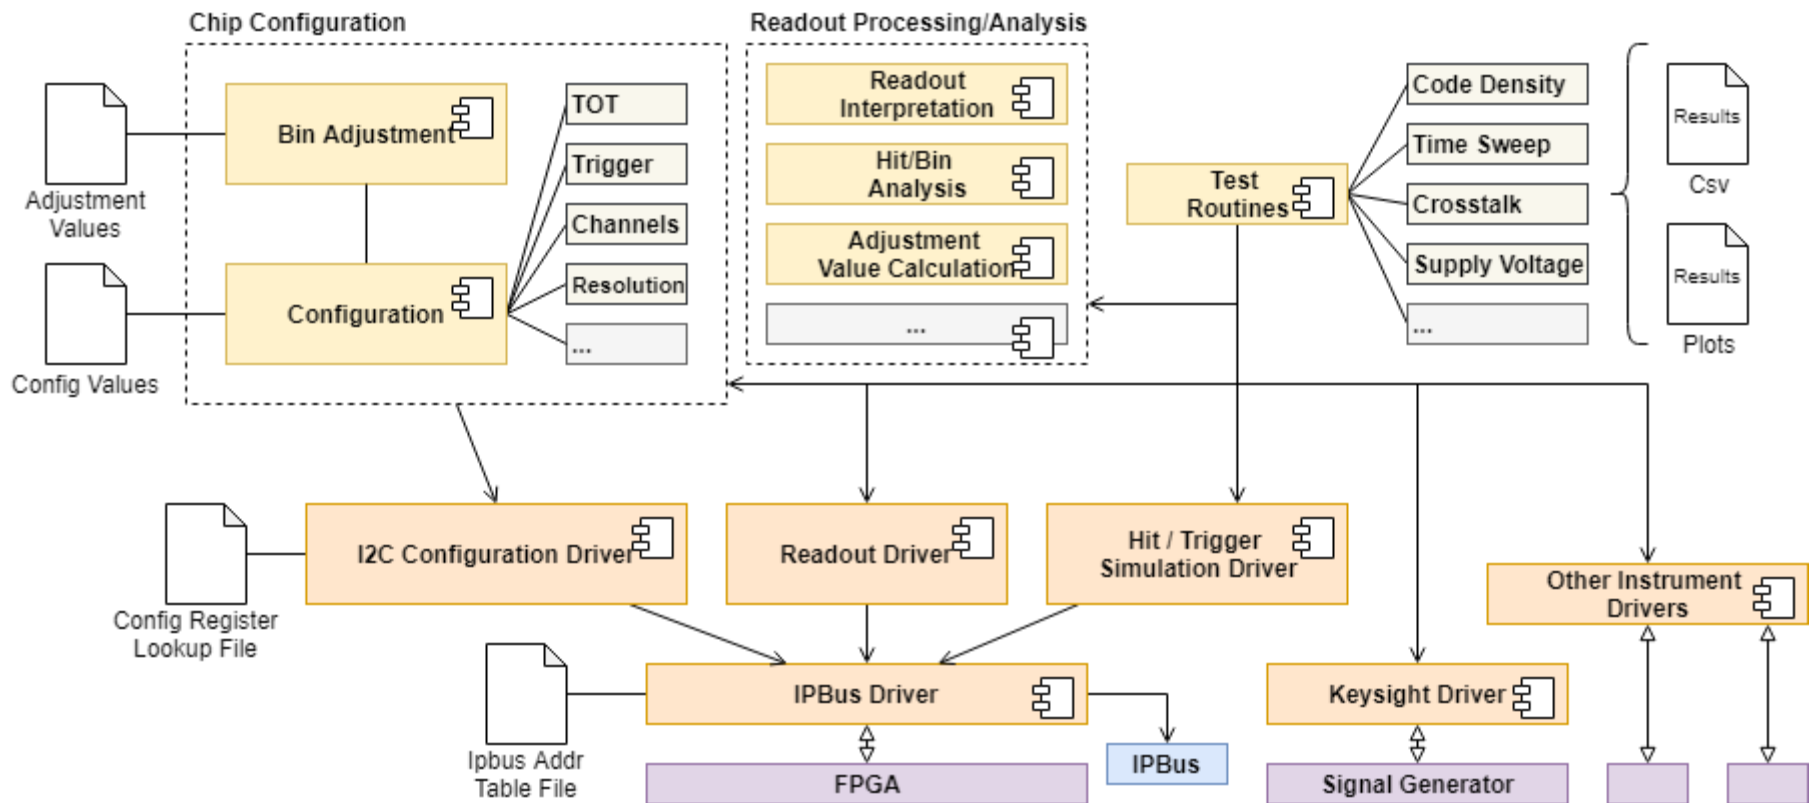 Chip Configuration
Readout Processing/Analysis
Adjustment
Values
Config Values
Bin Adjustment
Configuration
TOT
Trigger
Channels
Resolution
...
Readout
Interpretation
Hit/Bin
Analysis
Adjustment
Value Calculation
...
Test
Routines
Code Density
Time Sweep
Crosstalk
Supply Voltage
...
Results
Csv
Results
Plots
Config Register
Lookup File
I2C Configuration Driver
Readout Driver
Hit / Trigger
Simulation Driver
Other Instrument
Drivers
Ipbus Addr
Table File
IPBus Driver
Keysight Driver
IPBus
FPGA
Signal Generator